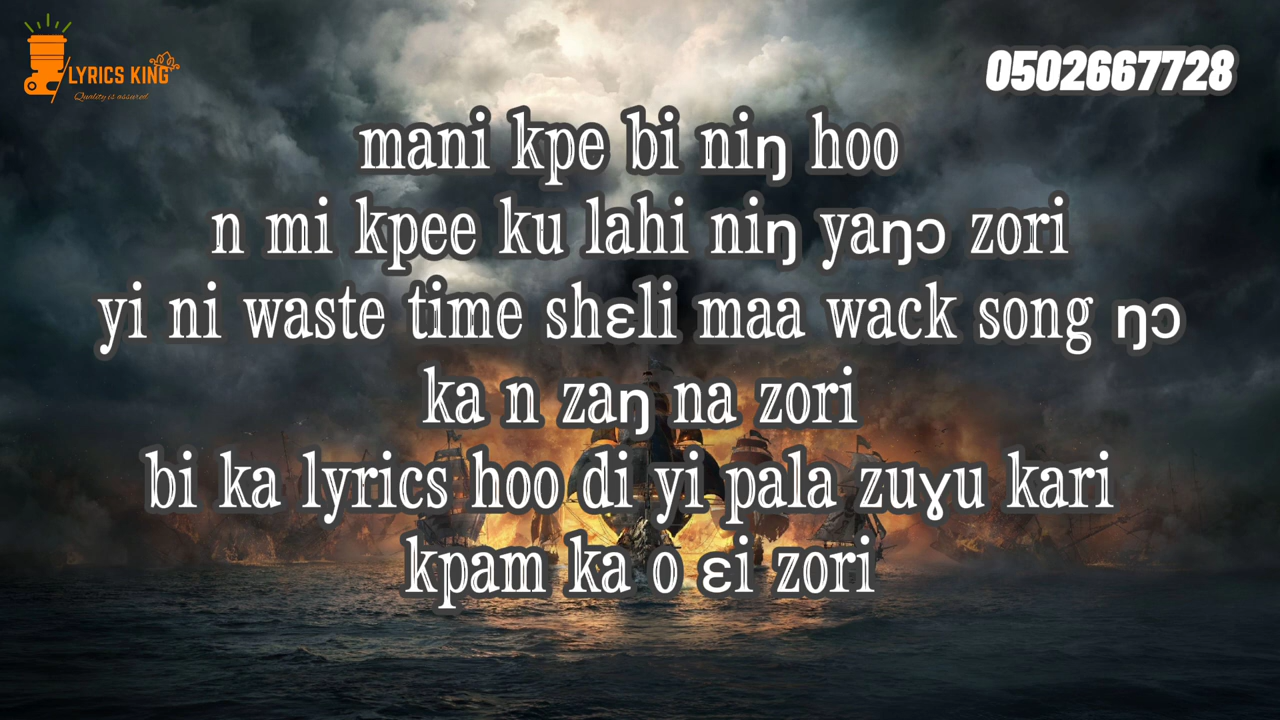 LYRICS KING
Quality is assured
0502667728
mani kpe bi niŋ hoo
n mi kpee ku lahi niŋ yaŋɔ zori
yi ni waste time shɛli maa wack song ŋɔ
ka n zaŋ na zori
bi ka lyrics hoo di yi pala zuɣu kari
kpam ka o ɛi zori